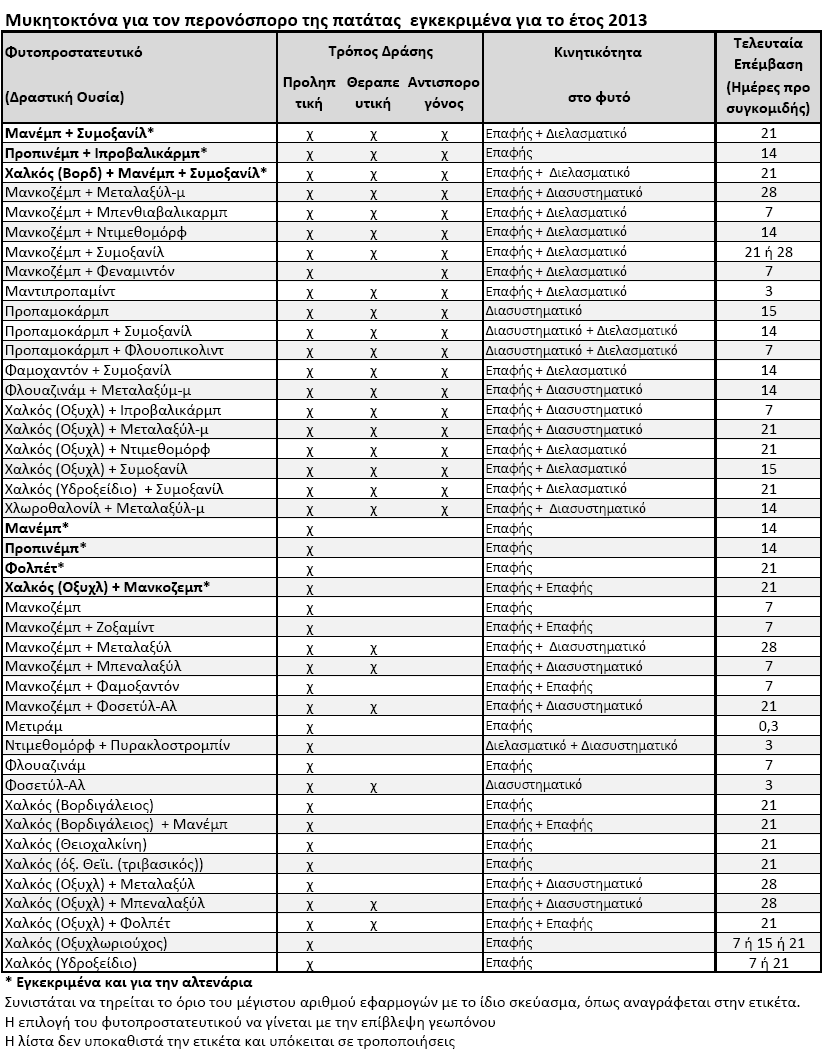 Μυκητοκτόνα για τον περονόσπορο της πατάτας εγκεκριμένα για το έτος 2013
Φυτοπροστατευτικό (Δραστική Ουσία) Τρόπος Δράσης Κινητικότητα στο φυτό Τελευταία Επέμβαση (Ημέρες προ συγκομιδής)
Προληπτική Θεραπευτική Αντισπορογόνος
Μανέμπ + Συμοξανίλ* χ χ χ Επαφής + Διελασματικό 21
Προπινέμπ + Ιπροβαλικάρμπ* χ χ χ Επαφής 14
Χαλκός (Βορδ) + Μανέμπ + Συμοξανίλ* χ χ χ Επαφής + Διελασματικό 21
Μανκοζέμπ + Μεταλαξύλ-μ χ χ χ Επαφής + Διασυστηματικό 28
Μανκοζέμπ + Μπενθιαβαλικαρμπ χ χ χ Επαφής + Διελασματικό 7
Μανκοζέμπ + Ντιμεθομόρφ χ χ χ Επαφής + Διελασματικό 14
Μανκοζέμπ + Συμοξανίλ χ χ χ Επαφής + Διελασματικό 21 ή 28
Μανκοζέμπ + Φεναμιντόν χ χ Επαφής + Διελασματικό 7
Μαντιπροπαμίντ χ χ χ Επαφής + Διελασματικό 3
Προπαμοκάρμπ χ χ χ Διασυστηματικό 15
Προπαμοκάρμπ + Συμοξανίλ χ χ χ Διασυστηματικό + Διελασματικό 14
Προπαμοκάρμπ + Φλουοπικολιντ χ χ χ Διασυστηματικό + Διελασματικό 7
Φαμοχαντόν + Συμοξανίλ χ χ χ Επαφής + Διελασματικό 14
Φλουαζινάμ + Μεταλαξύμ-μ χ χ χ Επαφής + Διασυστηματικό 14
Χαλκός (Οξυχλ) + Ιπροβαλικάρμπ χ χ χ Επαφής + Διασυστηματικό 7
Χαλκός (Οξυχλ) + Μεταλαξύλ-μ χ χ χ Επαφής + Διασυστηματικό 21
Χαλκός (Οξυχλ) + Ντιμεθομόρφ χ χ χ Επαφής + Διελασματικό 21
Χαλκός (Οξυχλ) + Συμοξανίλ χ χ χ Επαφής + Διελασματικό 15
Χαλκός (Υδροξείδιο) + Συμοξανίλ χ χ χ Επαφής + Διελασματικό 21
Χλωροθαλονίλ + Μεταλαξύλ-μ χ χ χ Επαφής + Διασυστηματικό 14
Μανέμπ* χ Επαφής 14
Προπινέμπ* χ Επαφής 14
Φολπέτ* χ Επαφής 21
Χαλκός (Οξυχλ) + Μανκοζεμπ* χ Επαφής + Επαφής 21
Μανκοζέμπ χ Επαφής 7
Μανκοζέμπ + Ζοξαμίντ χ Επαφής + Επαφής 7
Μανκοζέμπ + Μεταλαξύλ χ χ Επαφής + Διασυστηματικό 28
Μανκοζέμπ + Μπεναλαξύλ χ χ Επαφής + Διασυστηματικό 7
Μανκοζέμπ + Φαμοξαντόν χ Επαφής + Επαφής 7
Μανκοζέμπ + Φοσετύλ-Αλ χ χ Επαφής + Διασυστηματικό 21
Μετιράμ χ Επαφής 0,3
Ντιμεθομόρφ + Πυρακλοστρομπίν χ Διελασματικό + Διασυστηματικό 3
Φλουαζινάμ χ Επαφής 7
Φοσετύλ-Αλ χ χ Διασυστηματικό 3
Χαλκός (Βορδιγάλειος) χ Επαφής 21
Χαλκός (Βορδιγάλειος) + Μανέμπ χ Επαφής + Επαφής 21
Χαλκός (Θειοχαλκίνη) χ Επαφής 21
Χαλκός (όξ. Θεϊι. (τριβασικός)) χ Επαφής 21
Χαλκός (Οξυχλ) + Μεταλαξύλ χ Επαφής + Διασυστηματικό 28
Χαλκός (Οξυχλ) + Μπεναλαξύλ χ χ Επαφής + Διασυστηματικό 28
Χαλκός (Οξυχλ) + Φολπέτ χ χ Επαφής + Επαφής 21
Χαλκός (Οξυχλωριούχος) χ Επαφής 7 ή 15 ή 21
Χαλκός (Υδροξείδιο) χ Επαφής 7 ή 21
* Εγκεκριμένα και για την αλτενάρια
Συνιστάται να τηρείται το όριο του μέγιστου αριθμού εφαρμογών με το ίδιο σκεύασμα, όπως αναγράφεται στην ετικέτα.
Η επιλογή του φυτοπροστατευτικού να γίνεται με την επίβλεψη γεωπόνου
Η λίστα δεν υποκαθιστά την ετικέτα και υπόκειται σε τροποποιήσεις